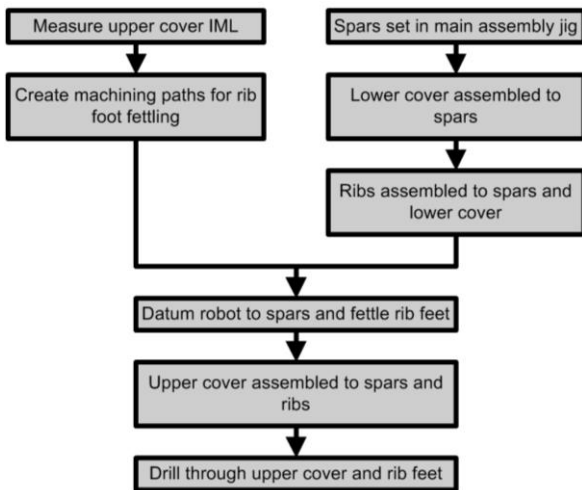 Measure upper cover IML
Spars set in main assembly jig
Create machining paths for rib
foot fettling
Lower cover assembled to
spars
Ribs assembled to spars and
lower cover
Datum robot to spars and fettle rib feet
Upper cover assembled to spars and
ribs
Drill through upper cover and rib feet